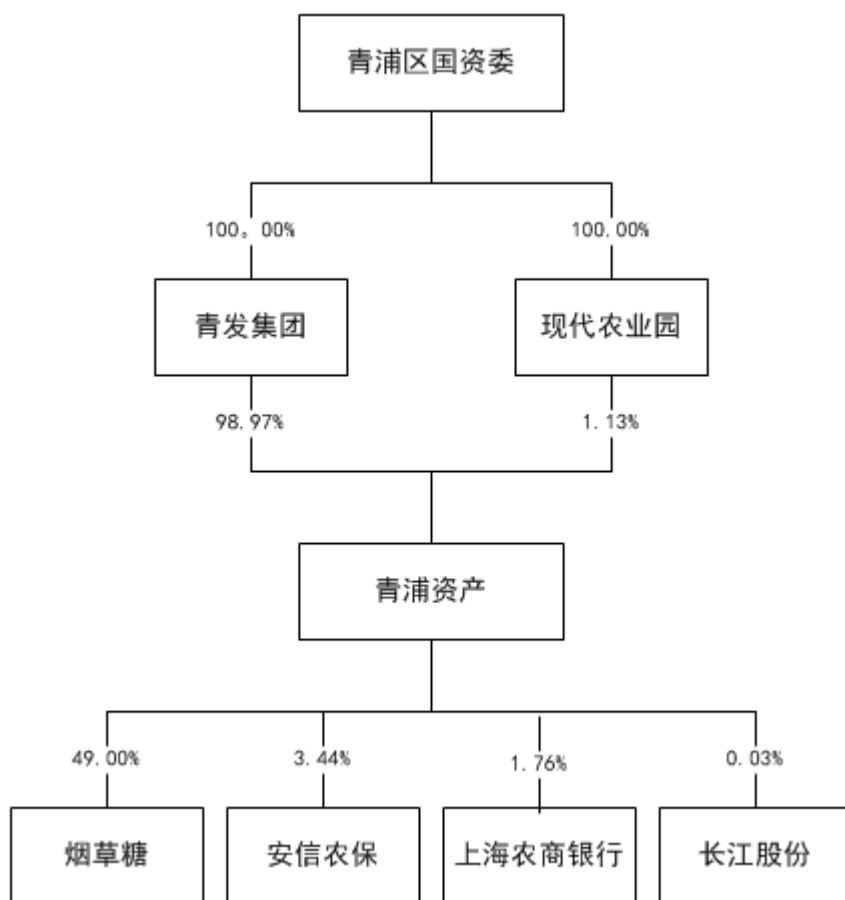 青浦区国资委
100。00%
100.00%
青发集团
现代农业园
98.97%
1.13%
青浦资产
49.00%
3.44%
1.76%
0.03%
烟草糖
安信农保
上海农商银行
长江股份